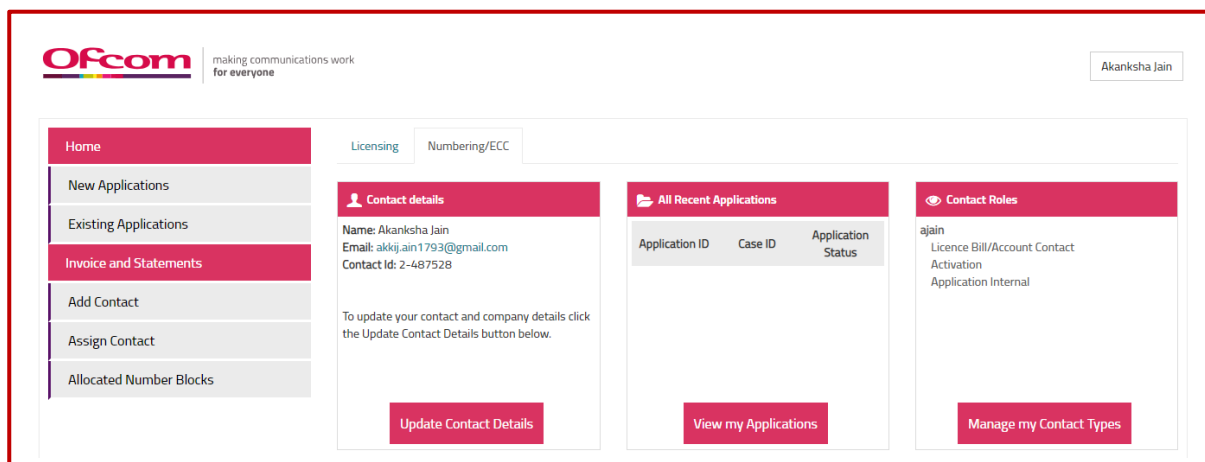 Ofcom
making communications work
for everyone
Akanksha Jain
Home
New Applications
Existing Applications
Invoice and Statements
Add Contact
Assign Contact
Allocated Number Blocks
Licensing
Numbering/ECC
Contact details
Name: Akanksha Jain
Email: akkij.ain1793@gmail.com
Contact Id: 2-487528
To update your contact and company details click
the Update Contact Details button below.
Update Contact Details
All Recent Applications
Application ID
Case ID
Application
Status
View my Applications
Contact Roles
ajain
Licence Bill/Account Contact
Activation
Application Internal
Manage my Contact Types